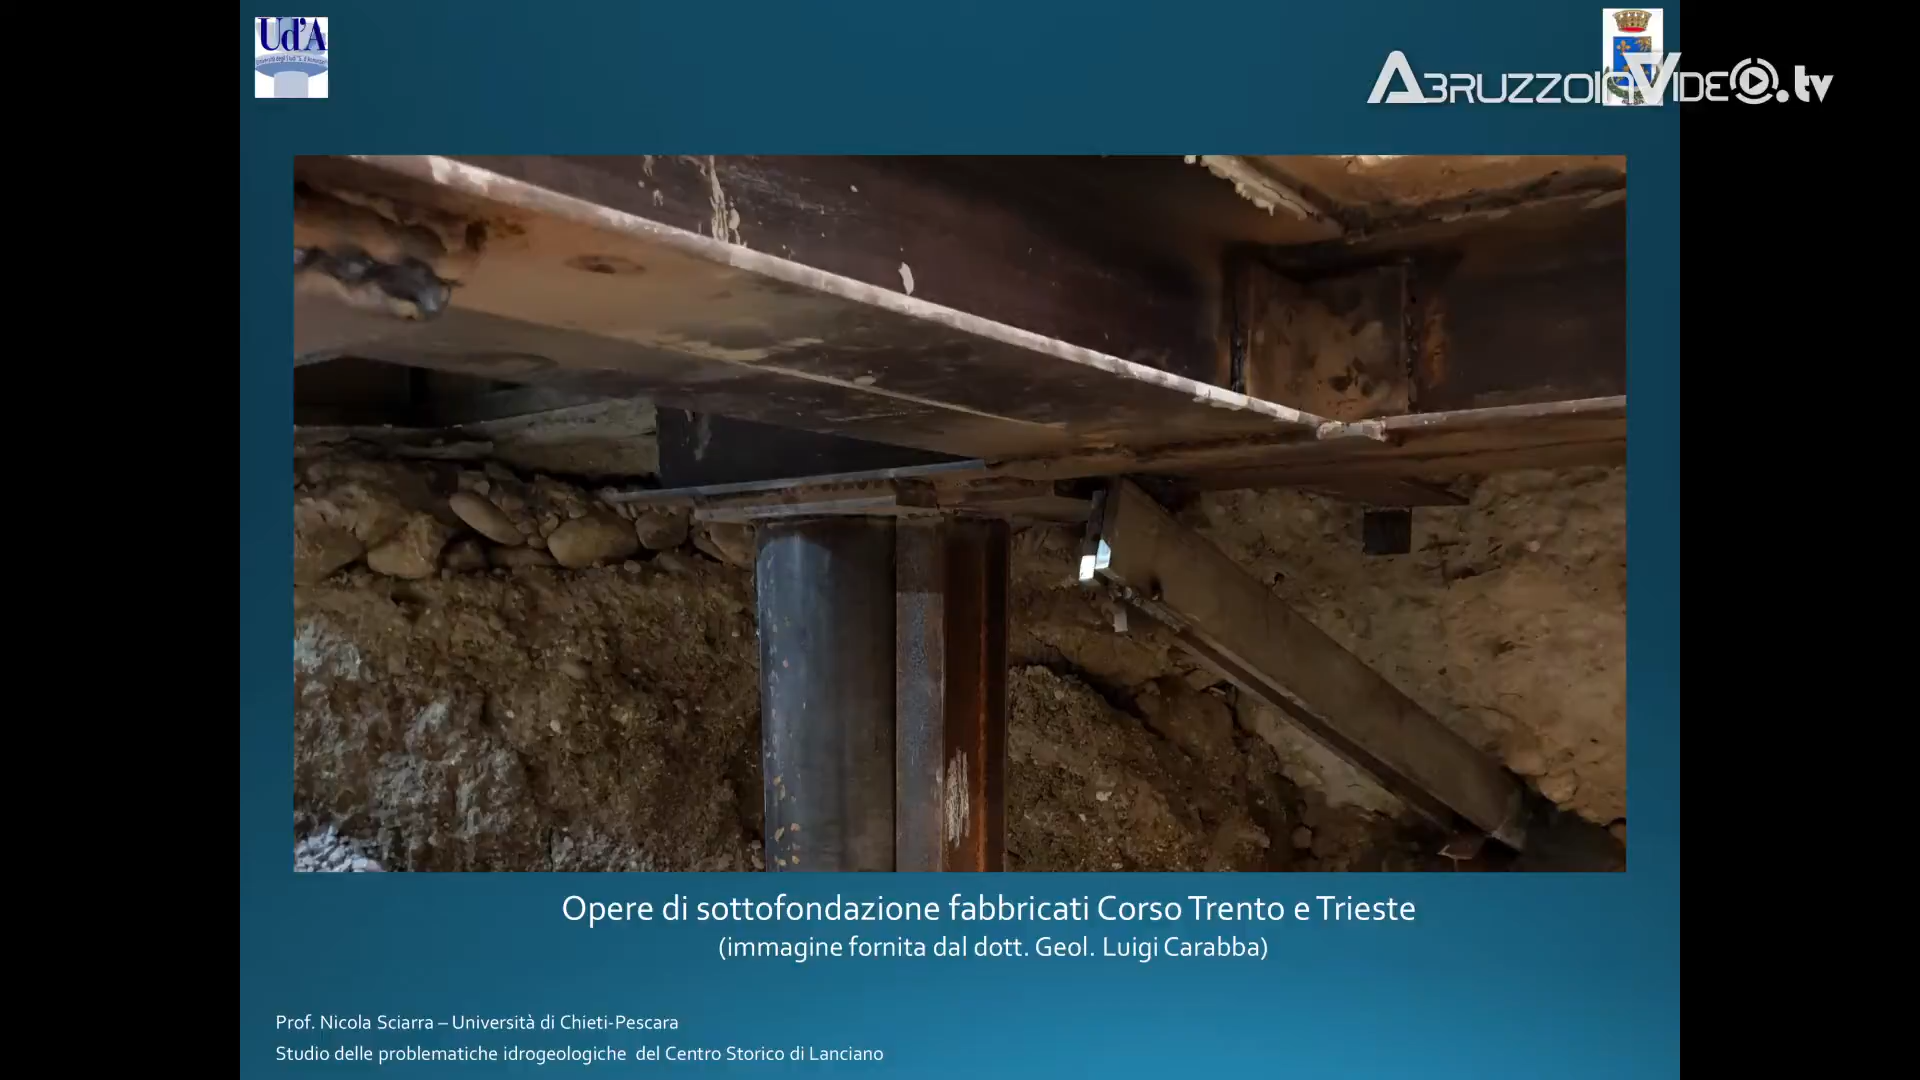 Ud'A
ABRUZZOINVIDEO.tv
Opere di sottofondazione fabbricati Corso Trento e Trieste
(immagine fornita dal dott. Geol. Luigi Carabba)
Prof. Nicola Sciarra – Università di Chieti-Pescara
Studio delle problematiche idrogeologiche del Centro Storico di Lanciano